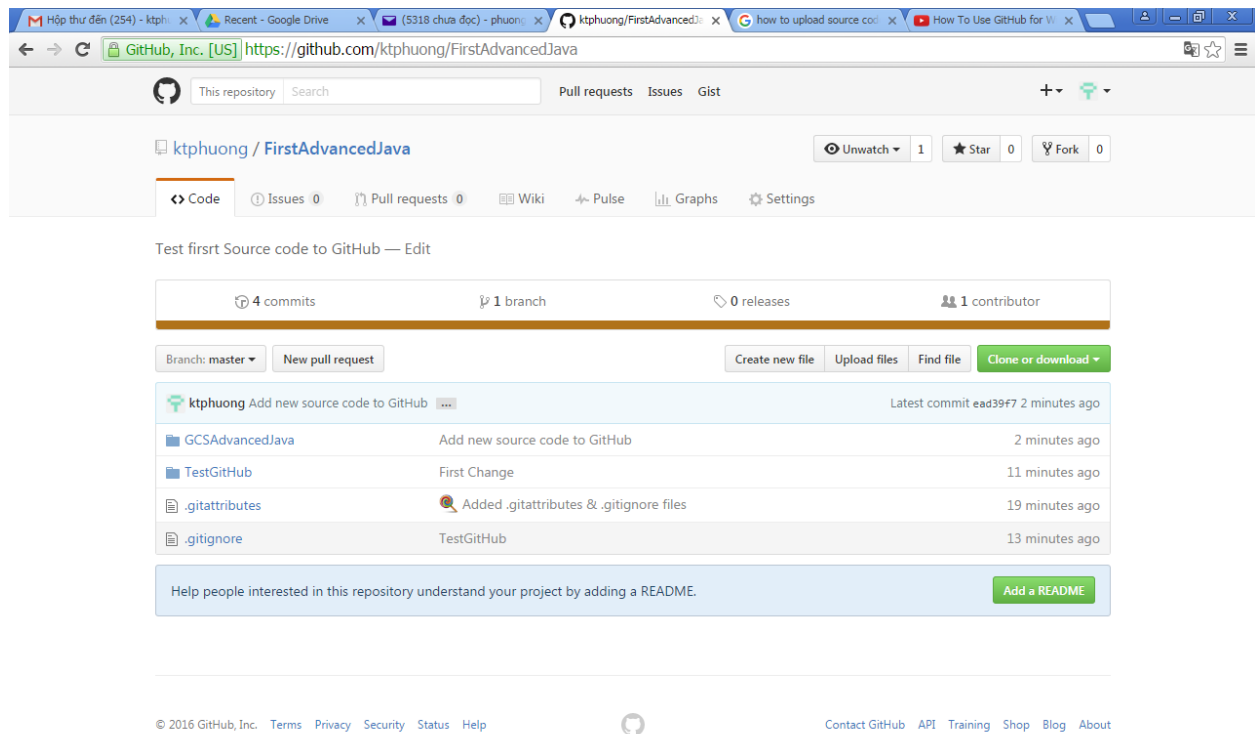 Hộp thư đến (254) - ktph
Recent - Google Drive
(5318 chưa đọc) - phuong
ktphuong/FirstAdvancedJa
how to upload source cod
How To Use GitHub for W
GitHub, Inc. [US] https://github.com/ktphuong/FirstAdvancedJava
This repository Search Pull requests Issues Gist
ktphuong / FirstAdvancedJava Unwatch 1 Star 0 Fork 0
Code Issues 0 Pull requests 0 Wiki Pulse Graphs Settings
Test firsrt Source code to GitHub — Edit
4 commits 1 branch 0 releases 1 contributor
Branch: master New pull request Create new file Upload files Find file Clone or download
ktphuong Add new source code to GitHub ... Latest commit ead39f7 2 minutes ago
GCSAdvancedJava Add new source code to GitHub 2 minutes ago
TestGitHub First Change 11 minutes ago
.gitattributes Added .gitattributes & .gitignore files 19 minutes ago
.gitignore TestGitHub 13 minutes ago
Help people interested in this repository understand your project by adding a README. Add a README
© 2016 GitHub, Inc. Terms Privacy Security Status Help Contact GitHub API Training Shop Blog About